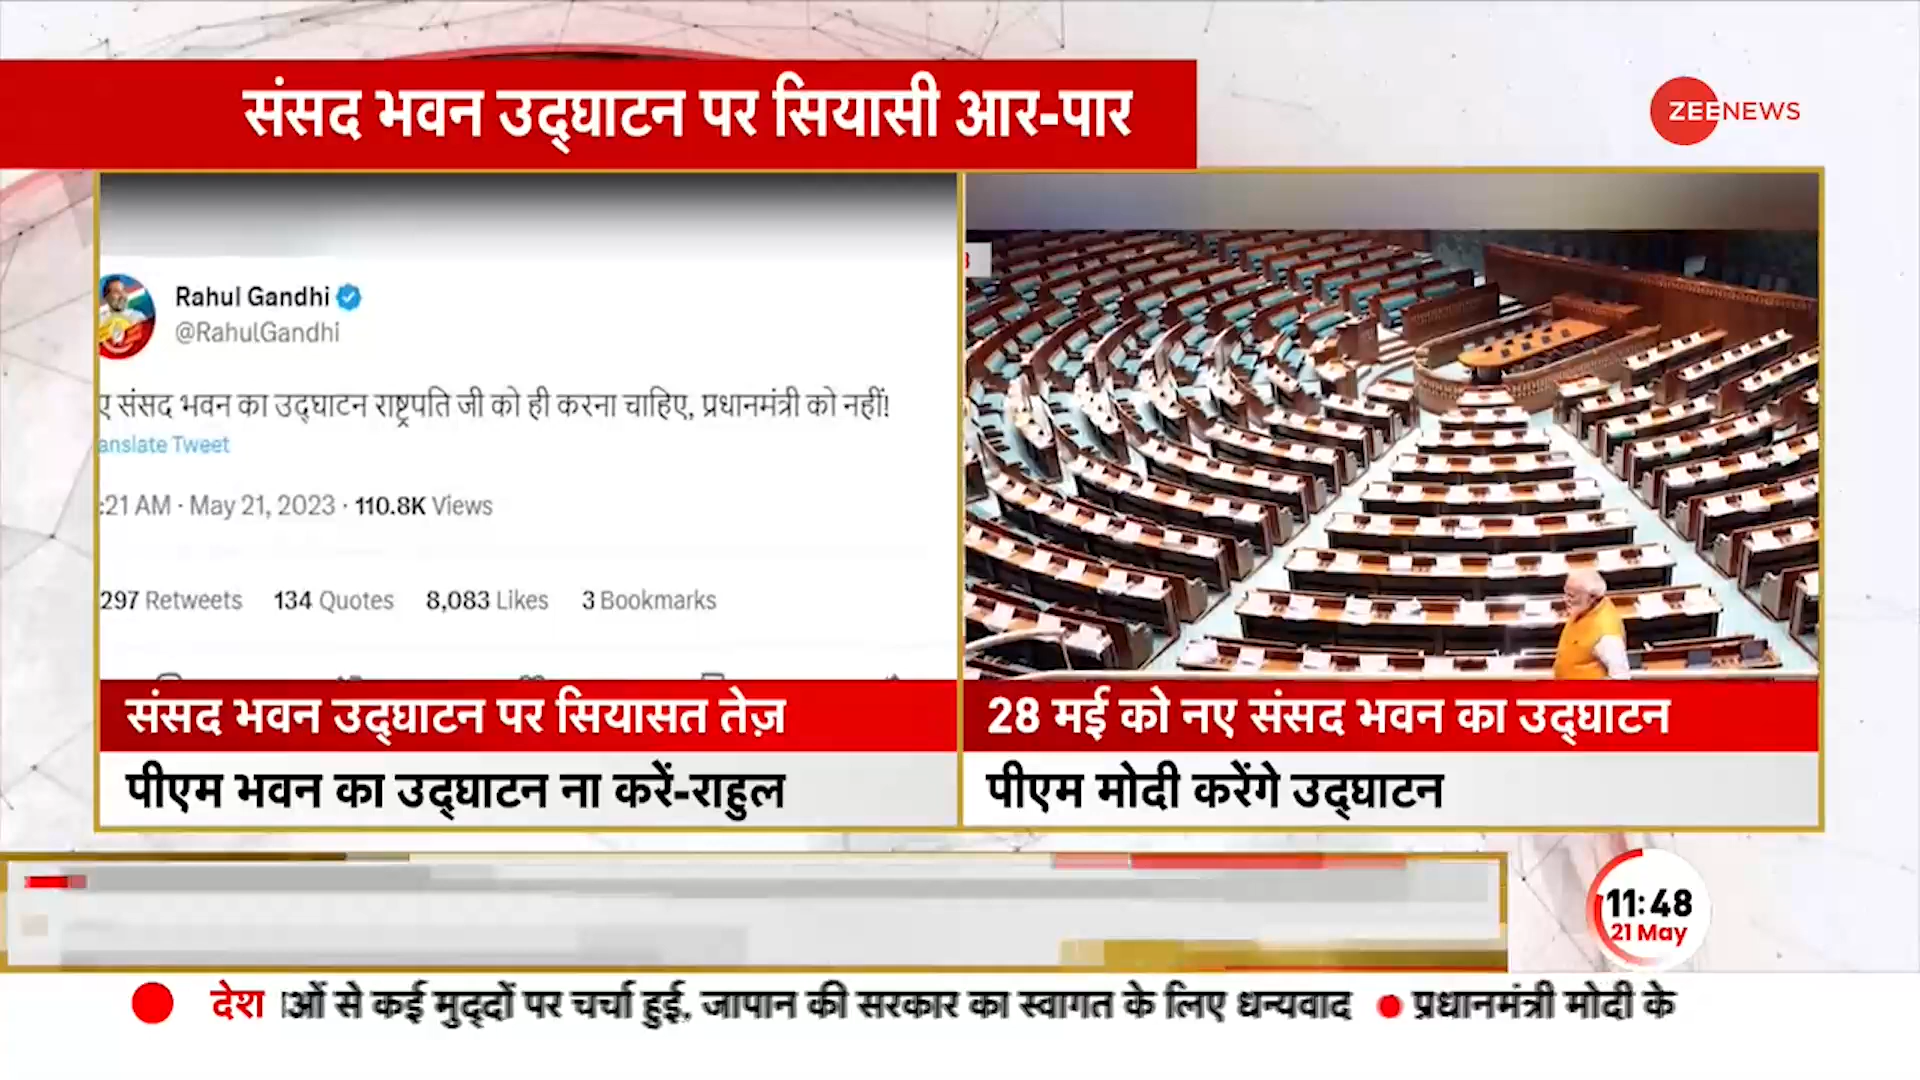 संसद भवन उद्घाटन पर सियासी आर-पार
ZEENEWS
Rahul Gandhi
@RahulGandhi
ए संसद भवन का उद्घाटन राष्ट्रपति जी को ही करना चाहिए, प्रधानमंत्री को नहीं!
anslate Tweet
:21 AM · May 21, 2023 · 110.8K Views
297 Retweets 134 Quotes 8,083 Likes 3 Bookmarks
संसद भवन उद्घाटन पर सियासत तेज़
पीएम भवन का उद्घाटन ना करें-राहुल
28 मई को नए संसद भवन का उद्घाटन
पीएम मोदी करेंगे उद्घाटन
11:48
21 May
देश ओं से कई मुद्दों पर चर्चा हुई, जापान की सरकार का स्वागत के लिए धन्यवाद ● प्रधानमंत्री मोदी के